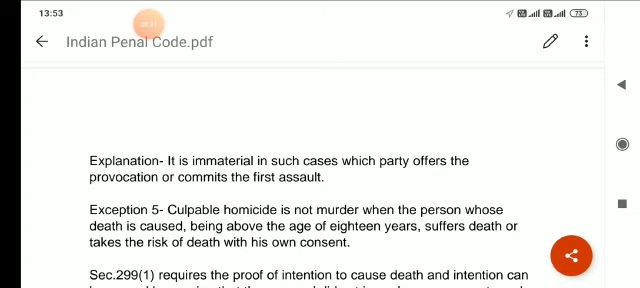 13:53
73
Indian Penal Code.pdf
Explanation- It is immaterial in such cases which party offers the
provocation or commits the first assault.
Exception 5- Culpable homicide is not murder when the person whose
death is caused, being above the age of eighteen years, suffers death or
takes the risk of death with his own consent.
Sec.299(1) requires the proof of intention to cause death and intention can